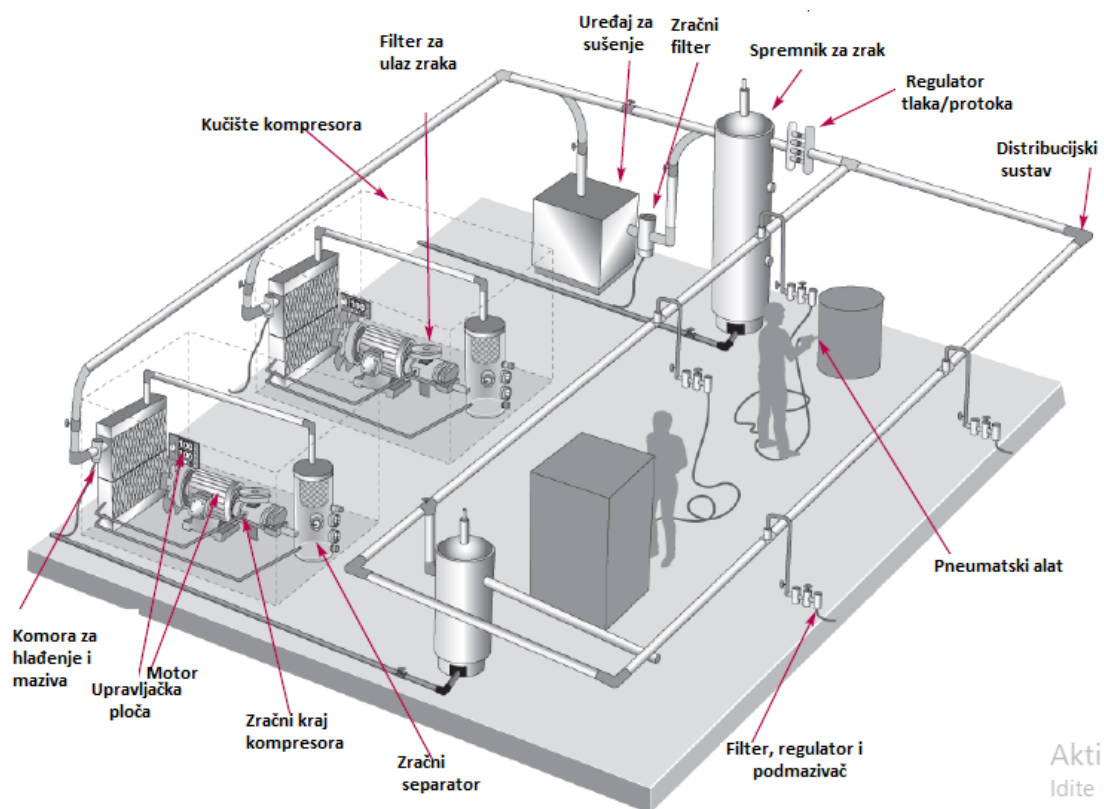 Uređaj za
sušenje
Zračni
filter
Filter za
ulaz zraka
Spremnik za zrak
Regulator
tlaka/protoka
Kučište kompresora
Distribucijski
sustav
Pneumatski alat
Komora za
hlađenje i
maziva
Motor
Upravljačka
ploča
Zračni kraj
kompresora
Zračni
separator
Filter, regulator i
podmazivač
Akti
Idite